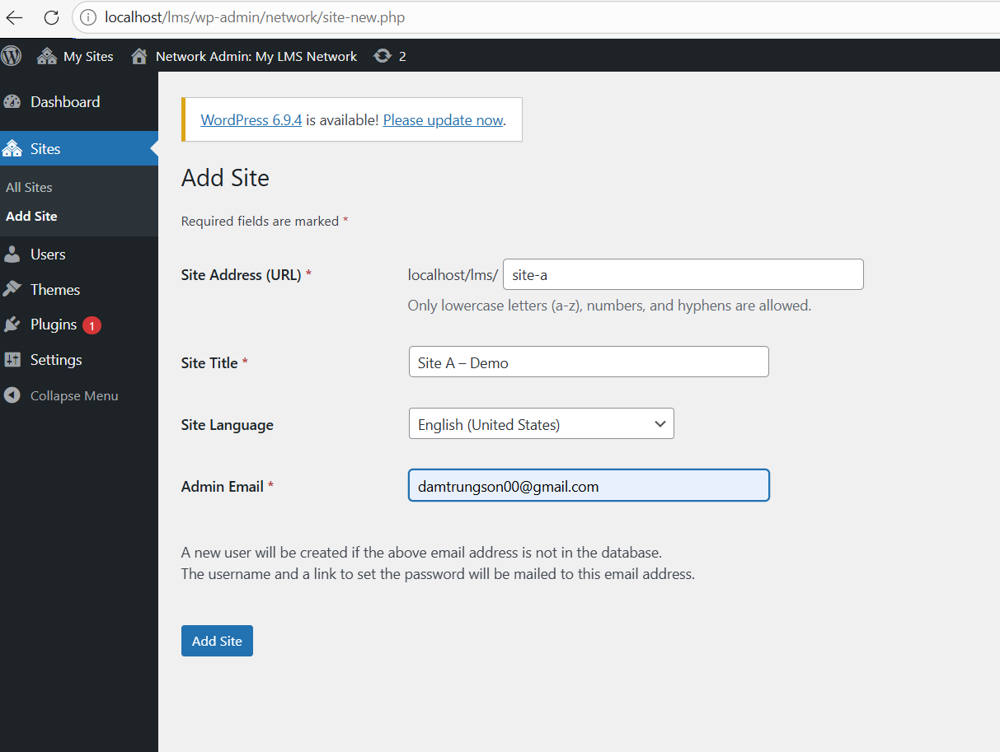 localhost/lms/wp-admin/network/site-new.php
My Sites Network Admin: My LMS Network 2
Dashboard
Sites
All Sites
Add Site
Users
Themes
Plugins 1
Settings
Collapse Menu
WordPress 6.9.4 is available! Please update now.
Add Site
Required fields are marked *
Site Address (URL) * localhost/lms/ site-a
Only lowercase letters (a-z), numbers, and hyphens are allowed.
Site Title * Site A – Demo
Site Language English (United States)
Admin Email * damtrungson00@gmail.com
A new user will be created if the above email address is not in the database.
The username and a link to set the password will be mailed to this email address.
Add Site